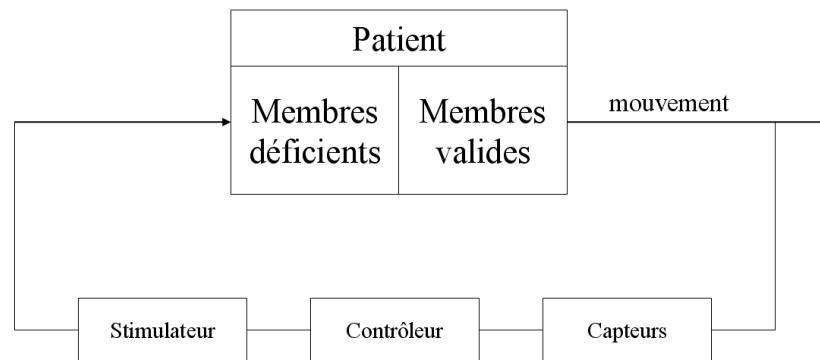 Patient
Membres
déficients
Membres
valides
mouvement
Stimulateur
Contrôleur
Capteurs